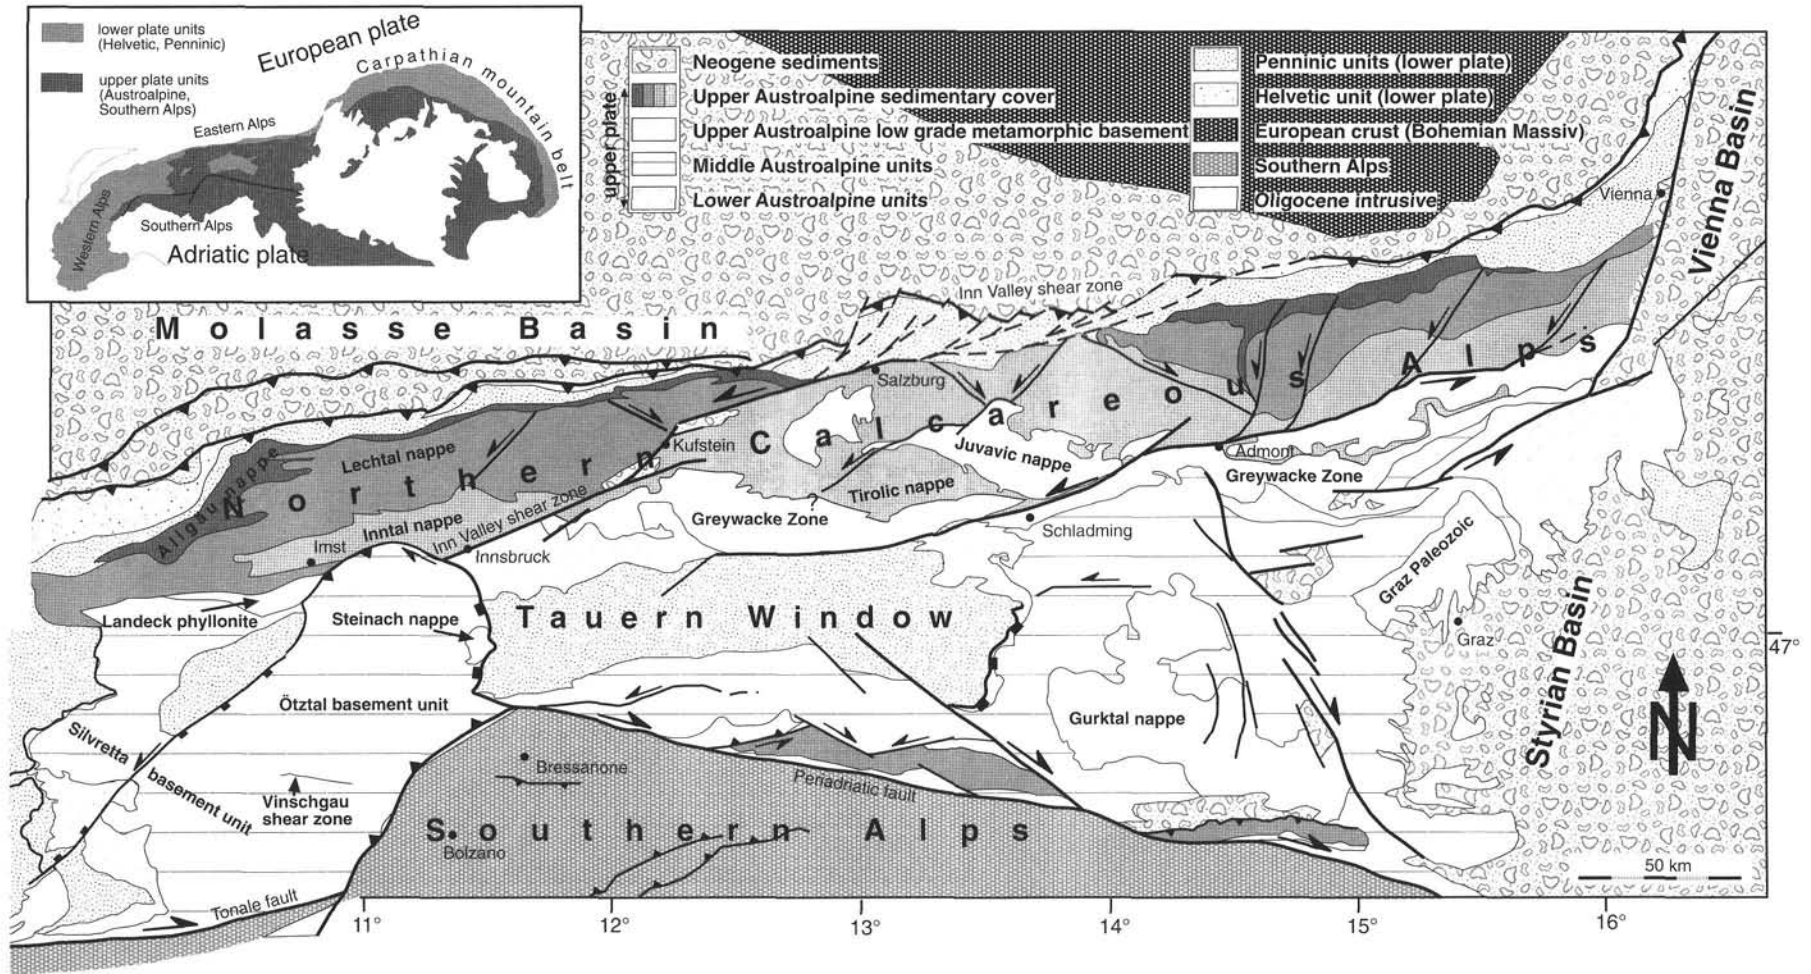 lower plate units
(Helvetic, Penninic)
upper plate units
(Austroalpine,
Southern Alps)
European plate
Carpathian mountain belt
Eastern Alps
Western Alps
Southern Alps
Adriatic plate
upper plate
Neogene sediments
Upper Austroalpine sedimentary cover
Upper Austroalpine low grade metamorphic basement
Middle Austroalpine units
Lower Austroalpine units
Penninic units (lower plate)
Helvetic unit (lower plate)
European crust (Bohemian Massiv)
Southern Alps
Oligocene intrusive
Vienna
Vienna Basin
Inn Valley shear zone
Molasse Basin
Salzburg
Northern Calcareous Alps
Kufstein
Lechtal nappe
Allgäu nappe
Juvavic nappe
Admont
Greywacke Zone
Tirolic nappe
?
Inntal nappe
Inn Valley shear zone
Greywacke Zone
Schladming
Imst
Innsbruck
Graz Paleozoic
Landeck phyllonite
Steinach nappe
Tauern Window
Graz
47°
Styrian Basin
N
Ötztal basement unit
Gurktal nappe
Silvretta
basement unit
Bressanone
Periadriatic fault
Vinschgau
shear zone
Southern Alps
Bolzano
50 km
Tonale fault
11°
12°
13°
14°
15°
16°